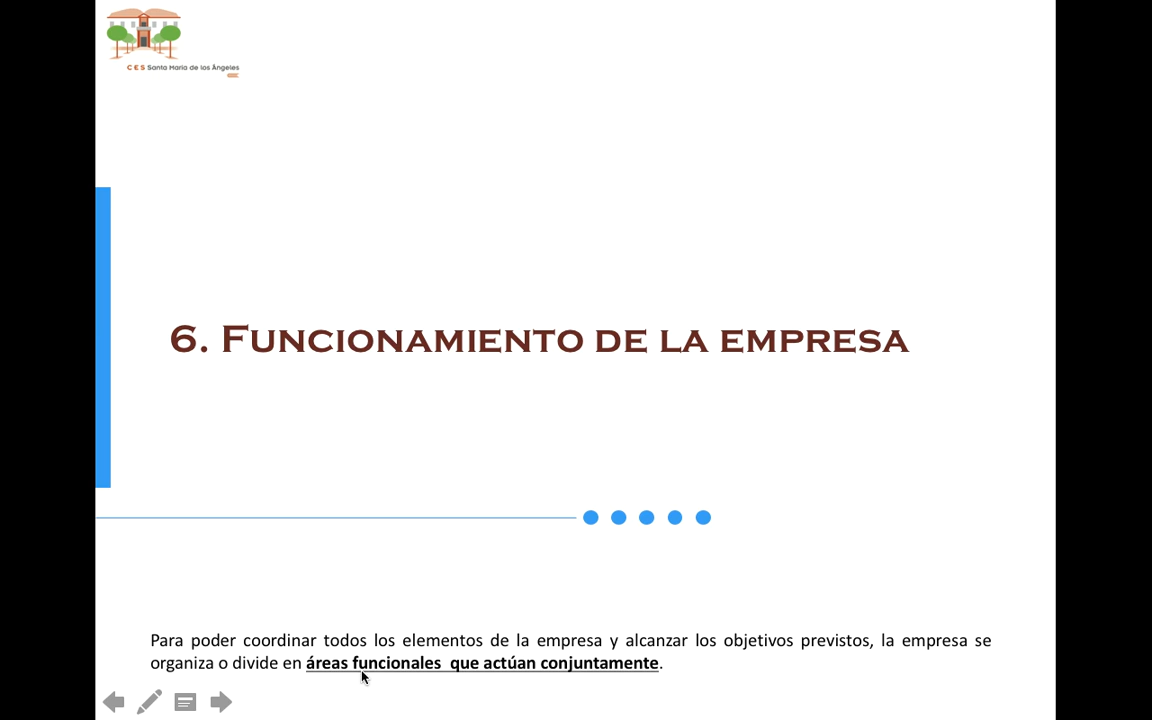 C E S Santa María de los Ángeles
6. Funcionamiento de la empresa
Para poder coordinar todos los elementos de la empresa y alcanzar los objetivos previstos, la empresa se
organiza o divide en áreas funcionales que actúan conjuntamente.